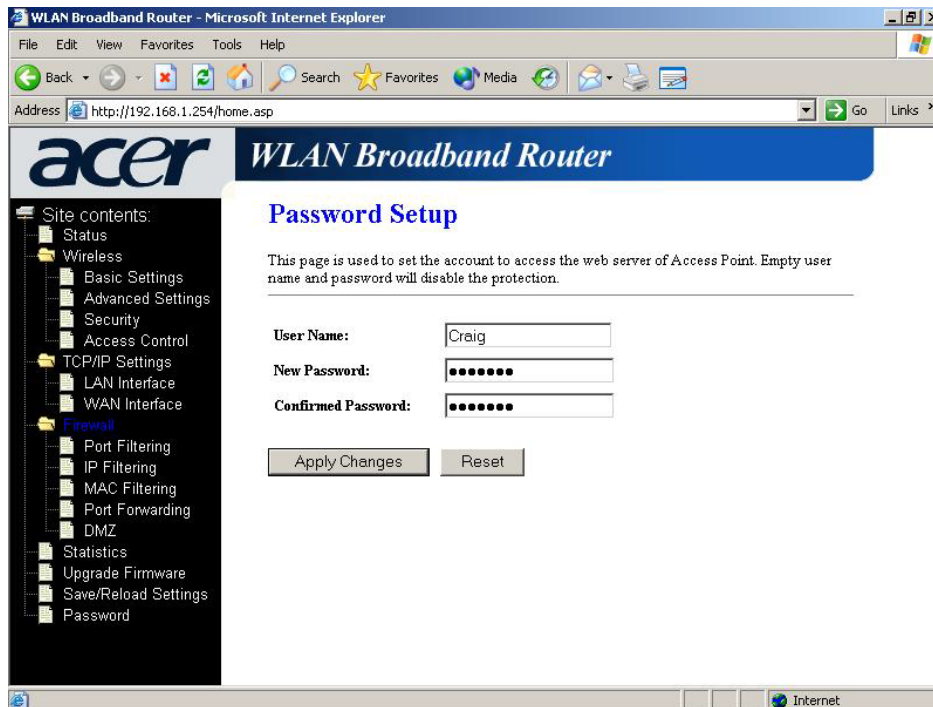 WLAN Broadband Router - Microsoft Internet Explorer
File Edit View Favorites Tools Help
Back Search Favorites Media
Address http://192.168.1.254/home.asp Go Links
acer WLAN Broadband Router
Site contents:
Status
Wireless
Basic Settings
Advanced Settings
Security
Access Control
TCP/IP Settings
LAN Interface
WAN Interface
Firewall
Port Filtering
IP Filtering
MAC Filtering
Port Forwarding
DMZ
Statistics
Upgrade Firmware
Save/Reload Settings
Password
Password Setup
This page is used to set the account to access the web server of Access Point. Empty user
name and password will disable the protection.
User Name: Craig
New Password: ●●●●●●●
Confirmed Password: ●●●●●●●
Apply Changes Reset
Internet